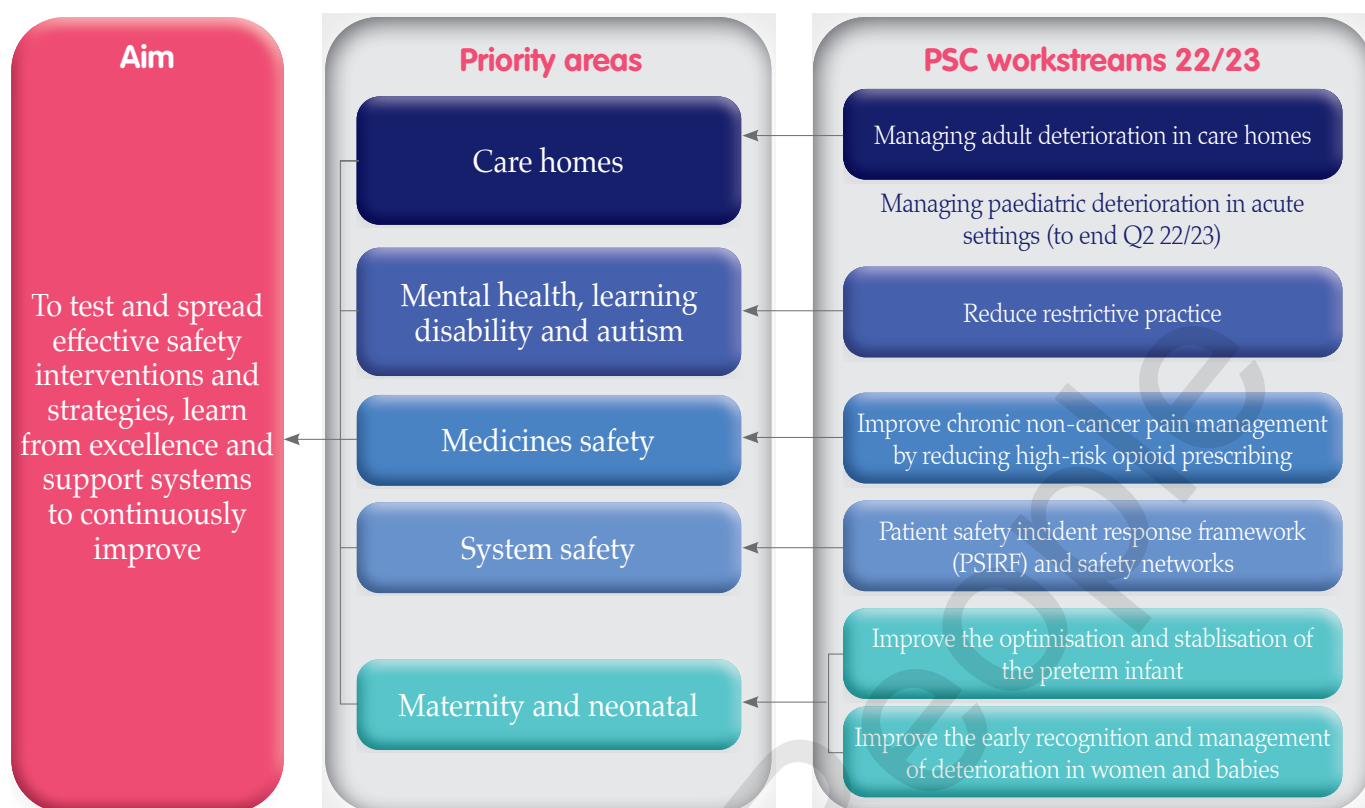 Aim
To test and spread
effective safety
interventions and
strategies, learn
from excellence and
support systems
to continuously
improve
Priority areas
Care homes
Mental health, learning
disability and autism
Medicines safety
System safety
Maternity and neonatal
PSC workstreams 22/23
Managing adult deterioration in care homes
Managing paediatric deterioration in acute
settings (to end Q2 22/23)
Reduce restrictive practice
Improve chronic non-cancer pain management
by reducing high-risk opioid prescribing
Patient safety incident response framework
(PSIRF) and safety networks
Improve the optimisation and stablisation of
the preterm infant
Improve the early recognition and management
of deterioration in women and babies